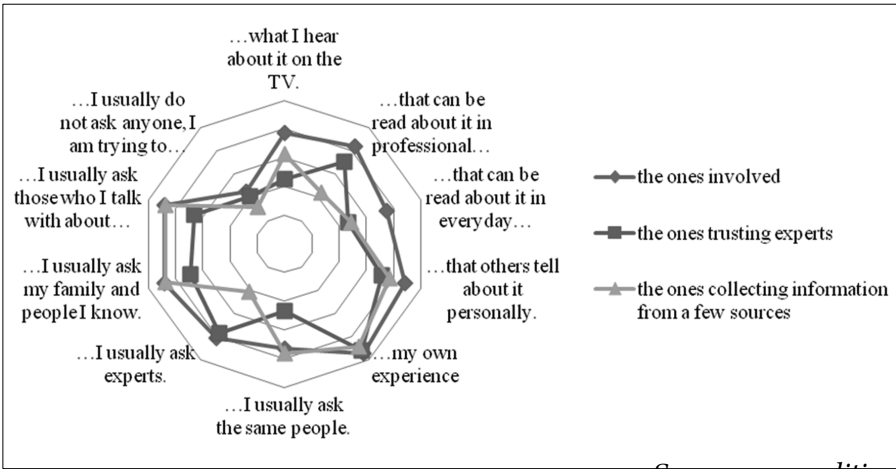 …what I hear
about it on the
TV.
…that can be
read about it in
professional…
…that can be
read about it in
everyday…
…that others tell
about it
personally.
…my own
experience
…I usually ask
the same people.
…I usually ask
experts.
…I usually ask
my family and
people I know.
…I usually ask
those who I talk
with about…
…I usually do
not ask anyone, I
am trying to…
the ones involved
the ones trusting experts
the ones collecting information
from a few sources